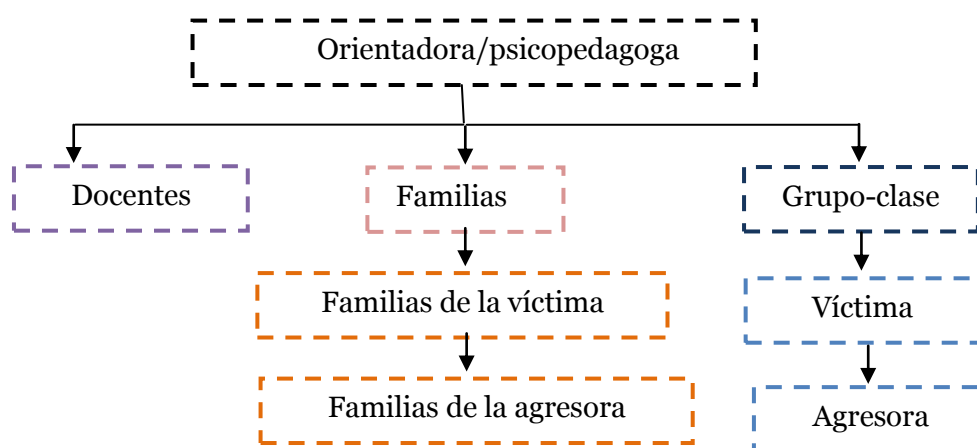 Orientadora/psicopedagoga
Docentes
Familias
Grupo-clase
Familias de la víctima
Víctima
Familias de la agresora
Agresora